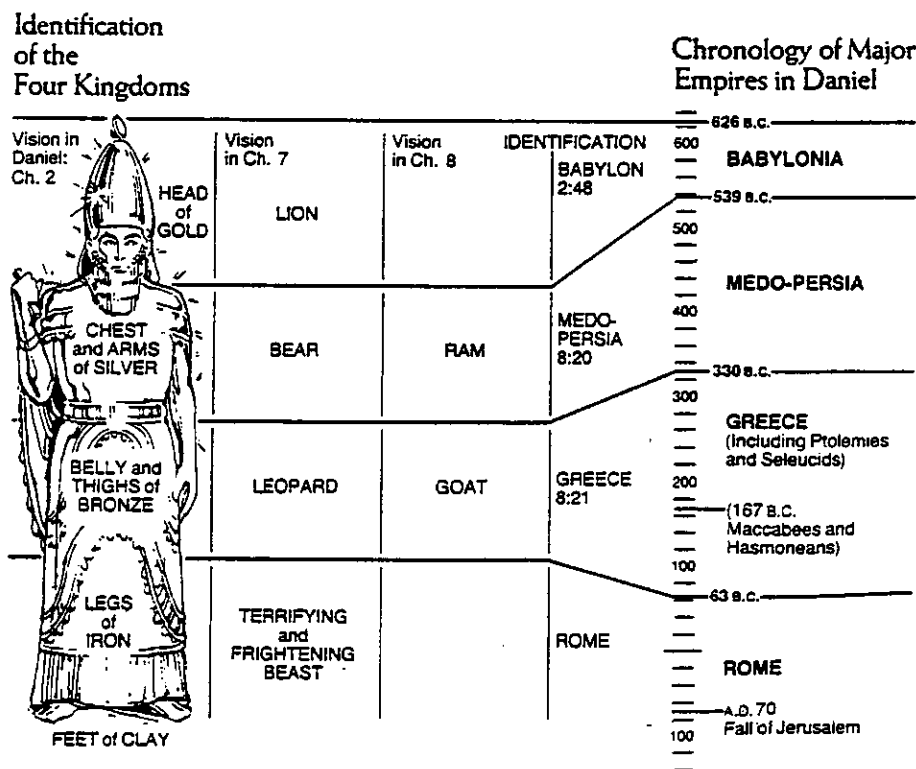 Identification
of the
Four Kingdoms
Chronology of Major
Empires in Daniel
Vision in
Daniel:
Ch. 2
Vision
in Ch. 7
Vision
in Ch. 8
IDENTIFICATION
HEAD
of
GOLD
LION
BABYLON
2:48
CHEST
and ARMS
of SILVER
BEAR
RAM
MEDO-
PERSIA
8:20
BELLY and
THIGHS of
BRONZE
LEOPARD
GOAT
GREECE
8:21
LEGS
of
IRON
TERRIFYING
and
FRIGHTENING
BEAST
ROME
FEET of CLAY
626 B.C.
600
BABYLONIA
539 B.C.
500
MEDO-PERSIA
400
330 B.C.
300
GREECE
(Including Ptolemies
and Seleucids)
200
(167 B.C.
Maccabees and
Hasmoneans)
100
63 B.C.
ROME
A.D. 70
Fall of Jerusalem
100